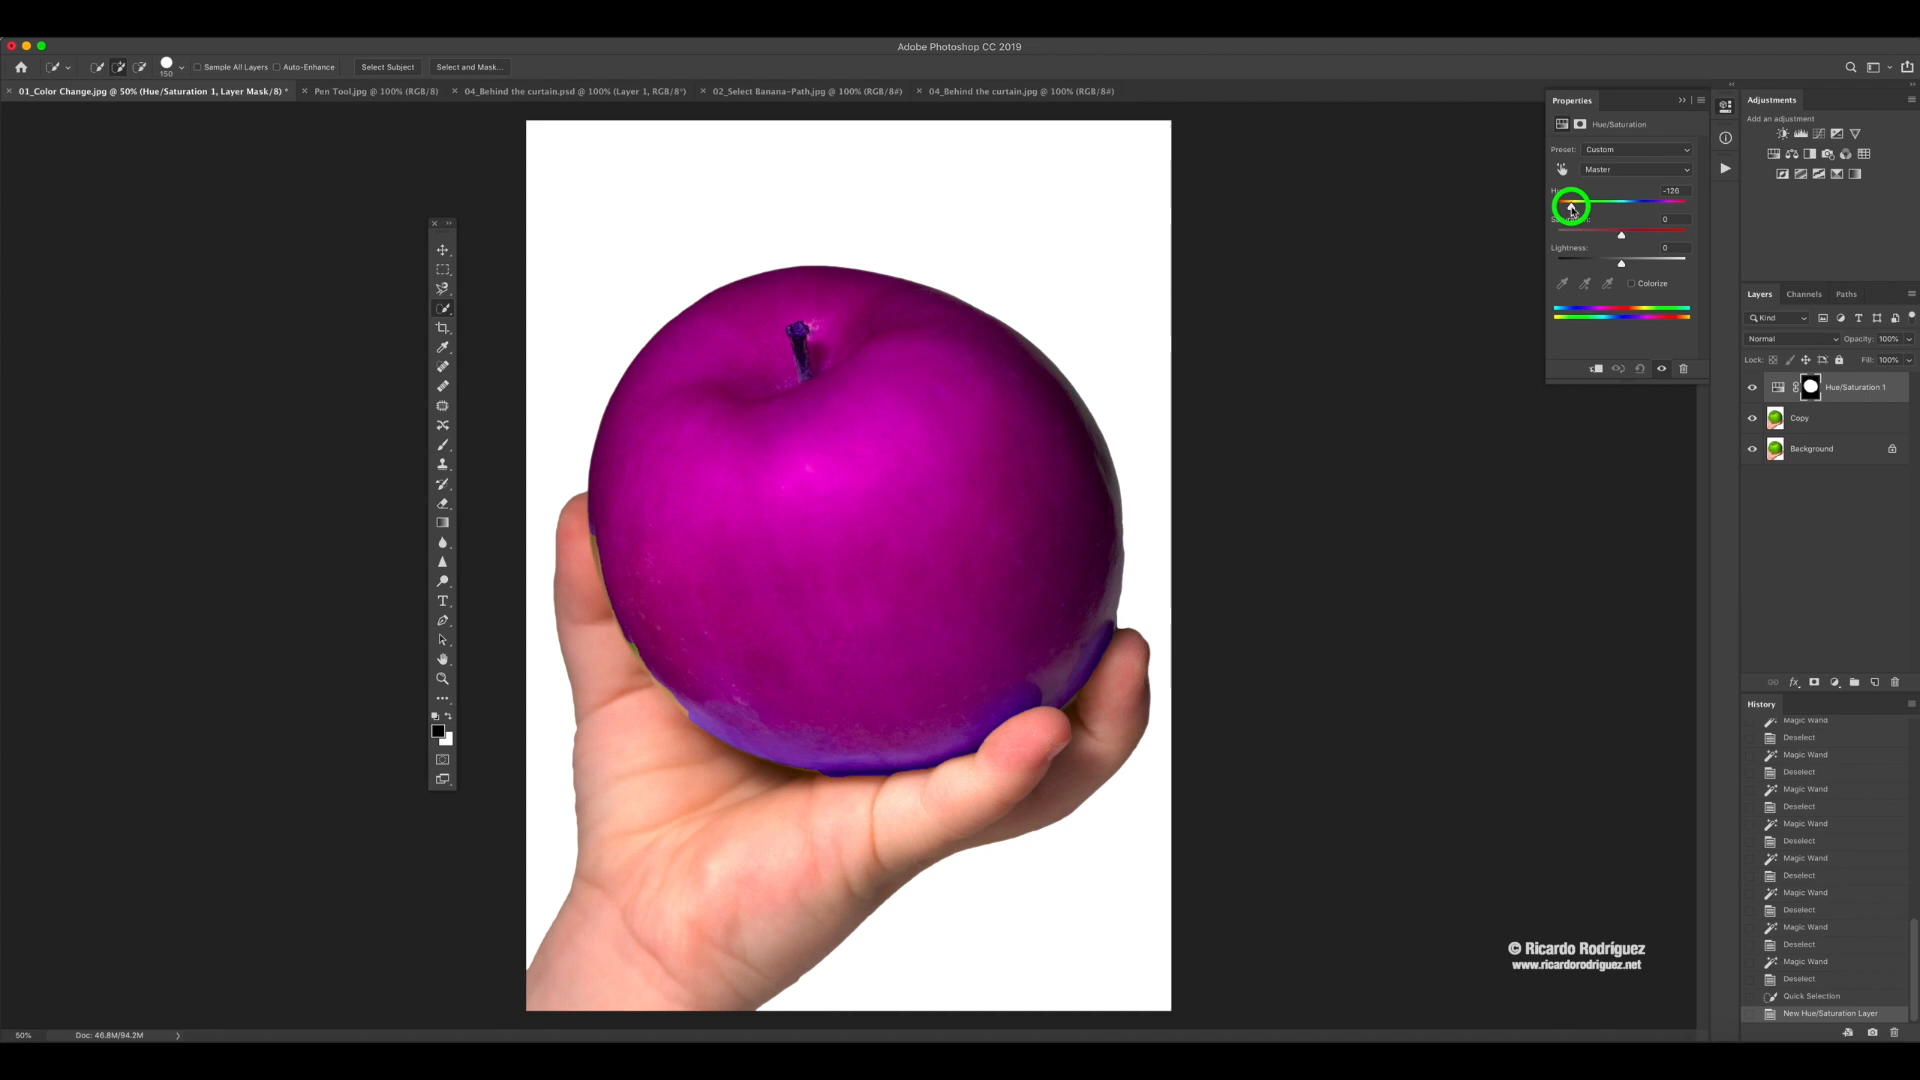 Adobe Photoshop CC 2019
150
Sample All Layers
Auto-Enhance
Select Subject
Select and Mask...
01_Color Change.jpg @ 50% (Hue/Saturation 1, Layer Mask/8) *
Pen Tool.jpg @ 100% (RGB/8)
04_Behind the curtain.psd @ 100% (Layer 1, RGB/8*)
02_Select Banana-Path.jpg @ 100% (RGB/8#)
04_Behind the curtain.jpg @ 100% (RGB/8#)
Properties
Hue/Saturation
Preset: Custom
Master
-126
0
Lightness: 0
Colorize
Adjustments
Add an adjustment
Layers
Channels
Paths
Kind
Normal
Opacity: 100%
Lock:
Fill: 100%
Hue/Saturation 1
Copy
Background
fx
History
Magic Wand
Deselect
Magic Wand
Deselect
Magic Wand
Deselect
Magic Wand
Deselect
Magic Wand
Deselect
Magic Wand
Deselect
Magic Wand
Deselect
Magic Wand
Deselect
Quick Selection
New Hue/Saturation Layer
© Ricardo Rodríguez
www.ricardorodriguez.net
50%
Doc: 46.8M/94.2M